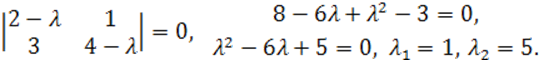 |2 − λ 1|
|3 4 − λ| = 0, 8 − 6λ + λ² − 3 = 0,
λ² − 6λ + 5 = 0, λ₁ = 1, λ₂ = 5.